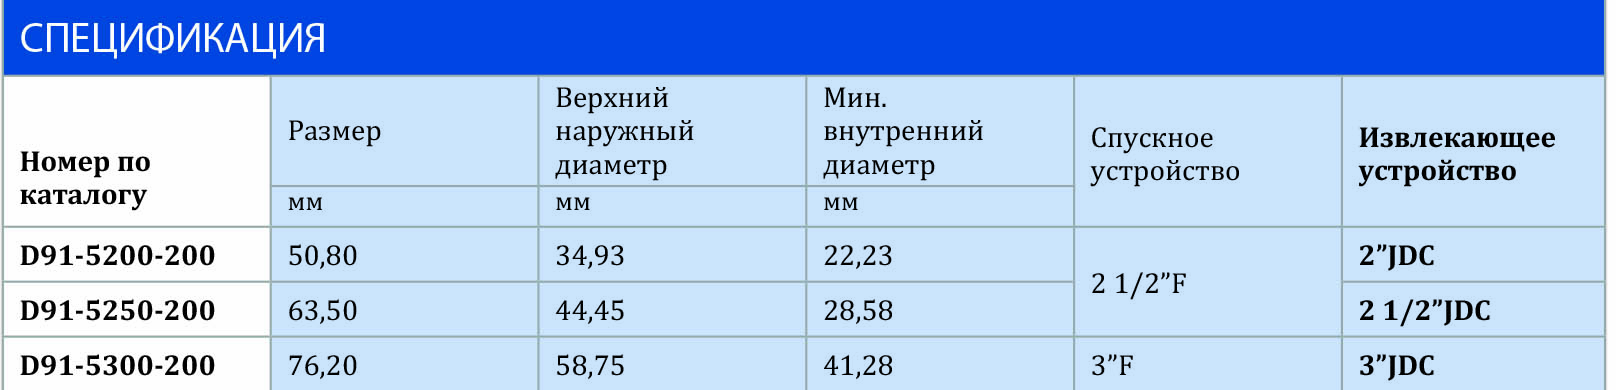 СПЕЦИФИКАЦИЯ
Номер по
каталогу
Размер
мм
Верхний
наружный
диаметр
мм
Мин.
внутренний
диаметр
мм
Спускное
устройство
Извлекающее
устройство
D91-5200-200 50,80 34,93 22,23 2 1/2”F 2”JDC
D91-5250-200 63,50 44,45 28,58 2 1/2”JDC
D91-5300-200 76,20 58,75 41,28 3”F 3”JDC